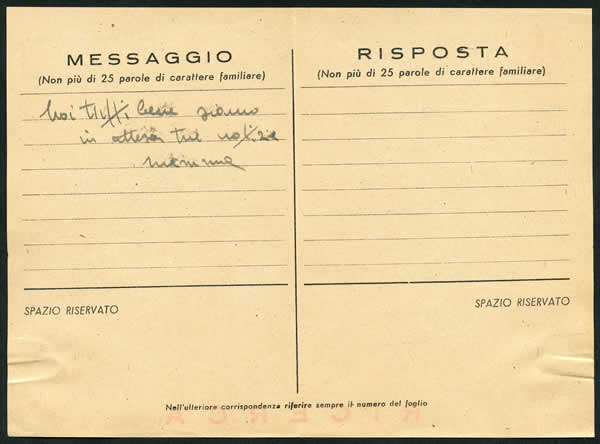 MESSAGGIO
(Non più di 25 parole di carattere familiare)
Noi tutti bene siamo
in attesa tue notizie
mamma
SPAZIO RISERVATO
RISPOSTA
(Non più di 25 parole di carattere familiare)
SPAZIO RISERVATO
Nell'ulteriore corrispondenza riferire sempre il numero del foglio